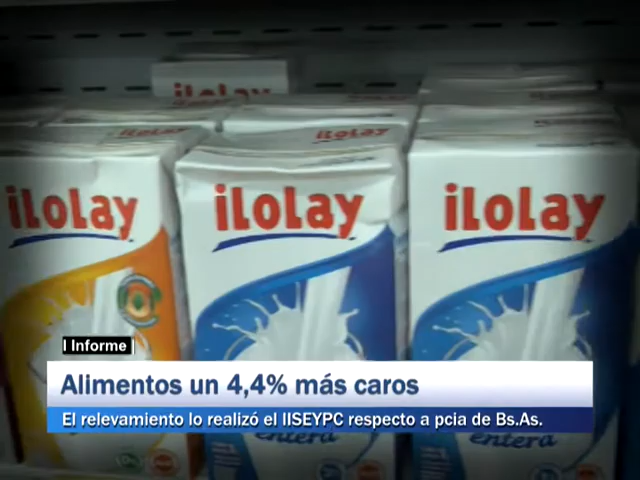 ilolay
ilolay
ilolay
ilolay
ilolay
I Informe
Alimentos un 4,4% más caros
El relevamiento lo realizó el IISEYPC respecto a pcia de Bs.As.
entera
entera